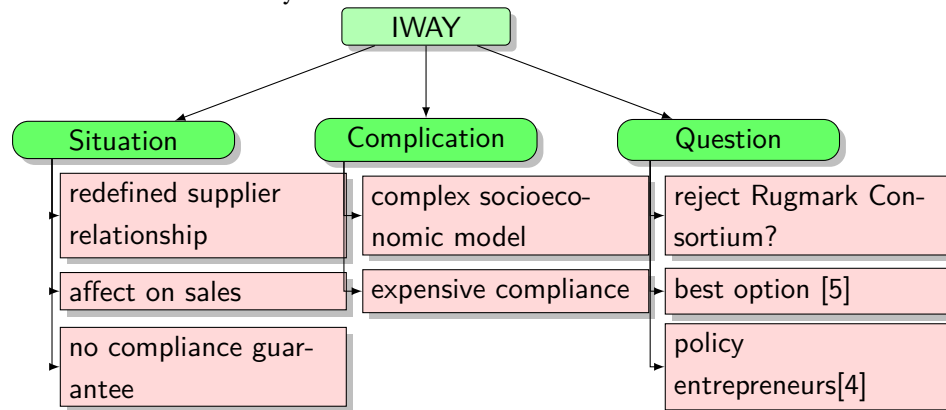 IWAY
Situation
Complication
Question
redefined supplier
relationship
affect on sales
no compliance guar-
antee
complex socioeco-
nomic model
expensive compliance
reject Rugmark Con-
sortium?
best option [5]
policy
entrepreneurs[4]